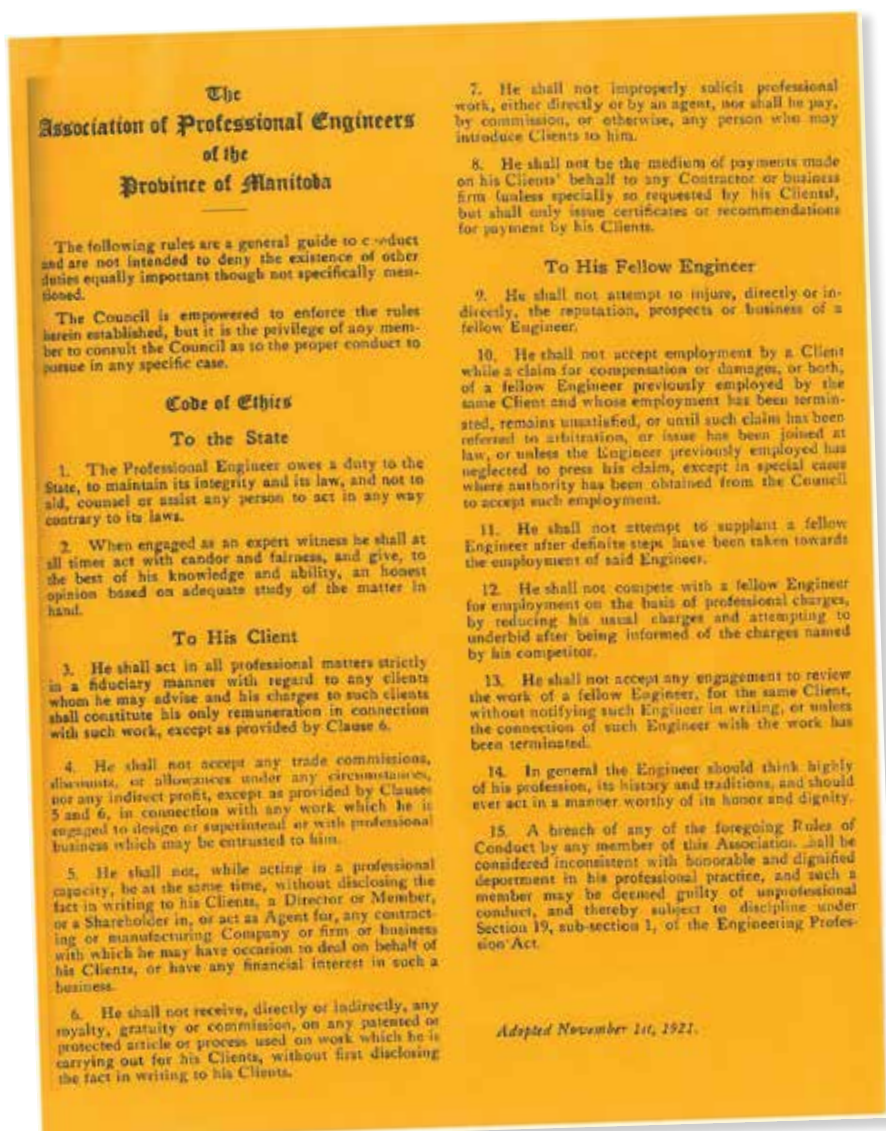 The
Association of Professional Engineers
of the
Province of Manitoba
The following rules are a general guide to conduct
and are not intended to deny the existence of other
duties equally important though not specifically men-
tioned.
The Council is empowered to enforce the rules
herein established, but it is the privilege of any mem-
ber to consult the Council as to the proper conduct to
pursue in any specific case.
Code of Ethics
To the State
1. The Professional Engineer owes a duty to the
State, to maintain its integrity and its law, and not to
aid, counsel or assist any person to act in any way
contrary to its laws.
2. When engaged as an expert witness he shall at
all times act with candor and fairness, and give, to
the best of his knowledge and ability, an honest
opinion based on adequate study of the matter in
hand.
To His Client
3. He shall act in all professional matters strictly
in a fiduciary manner with regard to any clients
whom he may advise and his charges to such clients
shall constitute his only remuneration in connection
with such work, except as provided by Clause 6.
4. He shall not accept any trade commissions,
discounts, or allowances under any circumstances,
nor any indirect profit, except as provided by Clauses
5 and 6, in connection with any work which he is
engaged to design or superintend or with professional
business which may be entrusted to him.
5. He shall not, while acting in a professional
capacity, be at the same time, without disclosing the
fact in writing to his Clients, a Director or Member,
or a Shareholder in, or act as Agent for, any contract-
ing or manufacturing Company or firm or business
with which he may have occasion to deal on behalf of
his Clients, or have any financial interest in such a
business.
6. He shall not receive, directly or indirectly, any
royalty, gratuity or commission, on any patented or
protected article or process used on work which he is
carrying out for his Clients, without first disclosing
the fact in writing to his Clients.
7. He shall not improperly solicit professional
work, either directly or by an agent, nor shall he pay,
by commission, or otherwise, any person who may
introduce Clients to him.
8. He shall not be the medium of payments made
on his Clients' behalf to any Contractor or business
firm (unless specially so requested by his Clients),
but shall only issue certificates or recommendations
for payment by his Clients.
To His Fellow Engineer
9. He shall not attempt to injure, directly or in-
directly, the reputation, prospects or business of a
fellow Engineer.
10. He shall not accept employment by a Client
while a claim for compensation or damages, or both,
of a fellow Engineer previously employed by the
same Client and whose employment has been termin-
ated, remains unsatisfied, or until such claim has been
referred to arbitration, or issue has been joined at
law, or unless the Engineer previously employed has
neglected to press his claim, except in special cases
where authority has been obtained from the Council
to accept such employment.
11. He shall not attempt to supplant a fellow
Engineer after definite steps have been taken towards
the employment of said Engineer.
12. He shall not compete with a fellow Engineer
for employment on the basis of professional charges,
by reducing his usual charges and attempting to
underbid after being informed of the charges named
by his competitor.
13. He shall not accept any engagement to review
the work of a fellow Engineer, for the same Client,
without notifying such Engineer in writing, or unless
the connection of such Engineer with the work has
been terminated.
14. In general the Engineer should think highly
of his profession, its history and traditions, and should
ever act in a manner worthy of its honor and dignity.
15. A breach of any of the foregoing Rules of
Conduct by any member of this Association shall be
considered inconsistent with honorable and dignified
department in his professional practice, and such a
member may be deemed guilty of unprofessional
conduct, and thereby subject to discipline under
Section 19, sub-section 1, of the Engineering Profes-
sion Act.
Adopted November 1st, 1921.